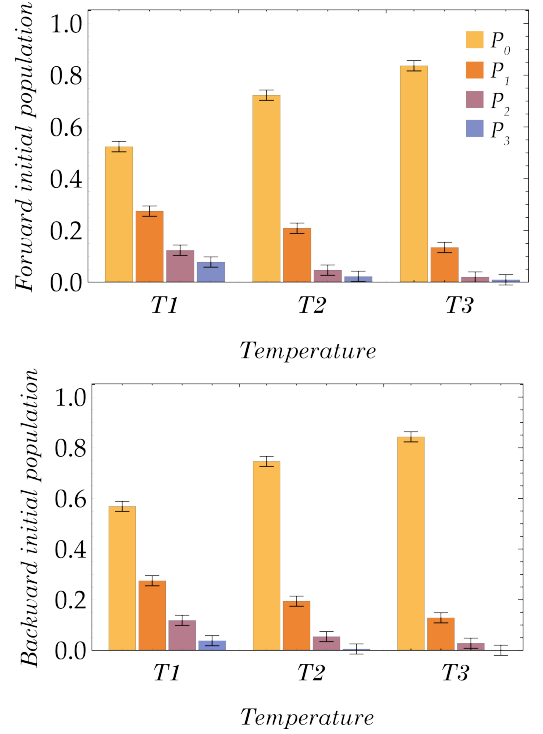 Forward initial population
1.0
0.8
0.6
0.4
0.2
0.0
P0
P1
P2
P3
T1 T2 T3
Temperature
Backward initial population
1.0
0.8
0.6
0.4
0.2
0.0
T1 T2 T3
Temperature